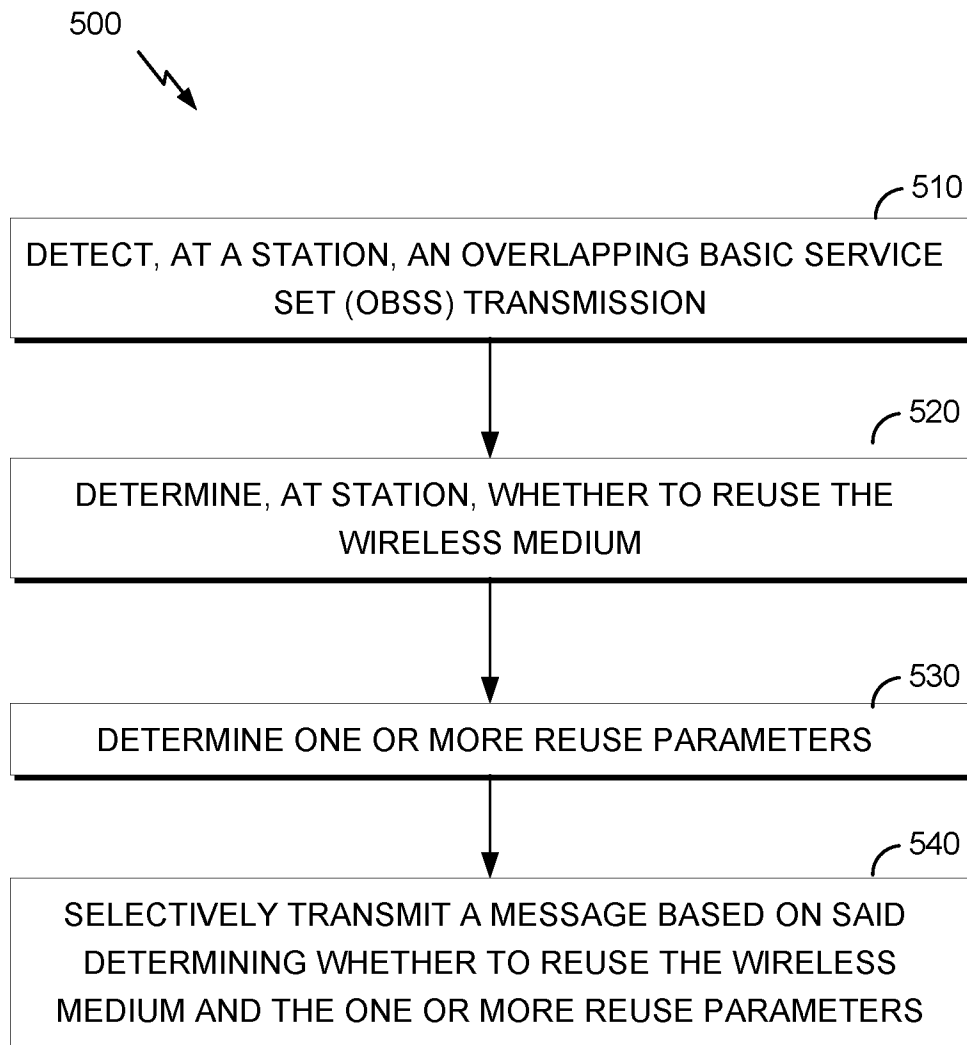 500
510
DETECT, AT A STATION, AN OVERLAPPING BASIC SERVICE
SET (OBSS) TRANSMISSION
520
DETERMINE, AT STATION, WHETHER TO REUSE THE
WIRELESS MEDIUM
530
DETERMINE ONE OR MORE REUSE PARAMETERS
540
SELECTIVELY TRANSMIT A MESSAGE BASED ON SAID
DETERMINING WHETHER TO REUSE THE WIRELESS
MEDIUM AND THE ONE OR MORE REUSE PARAMETERS